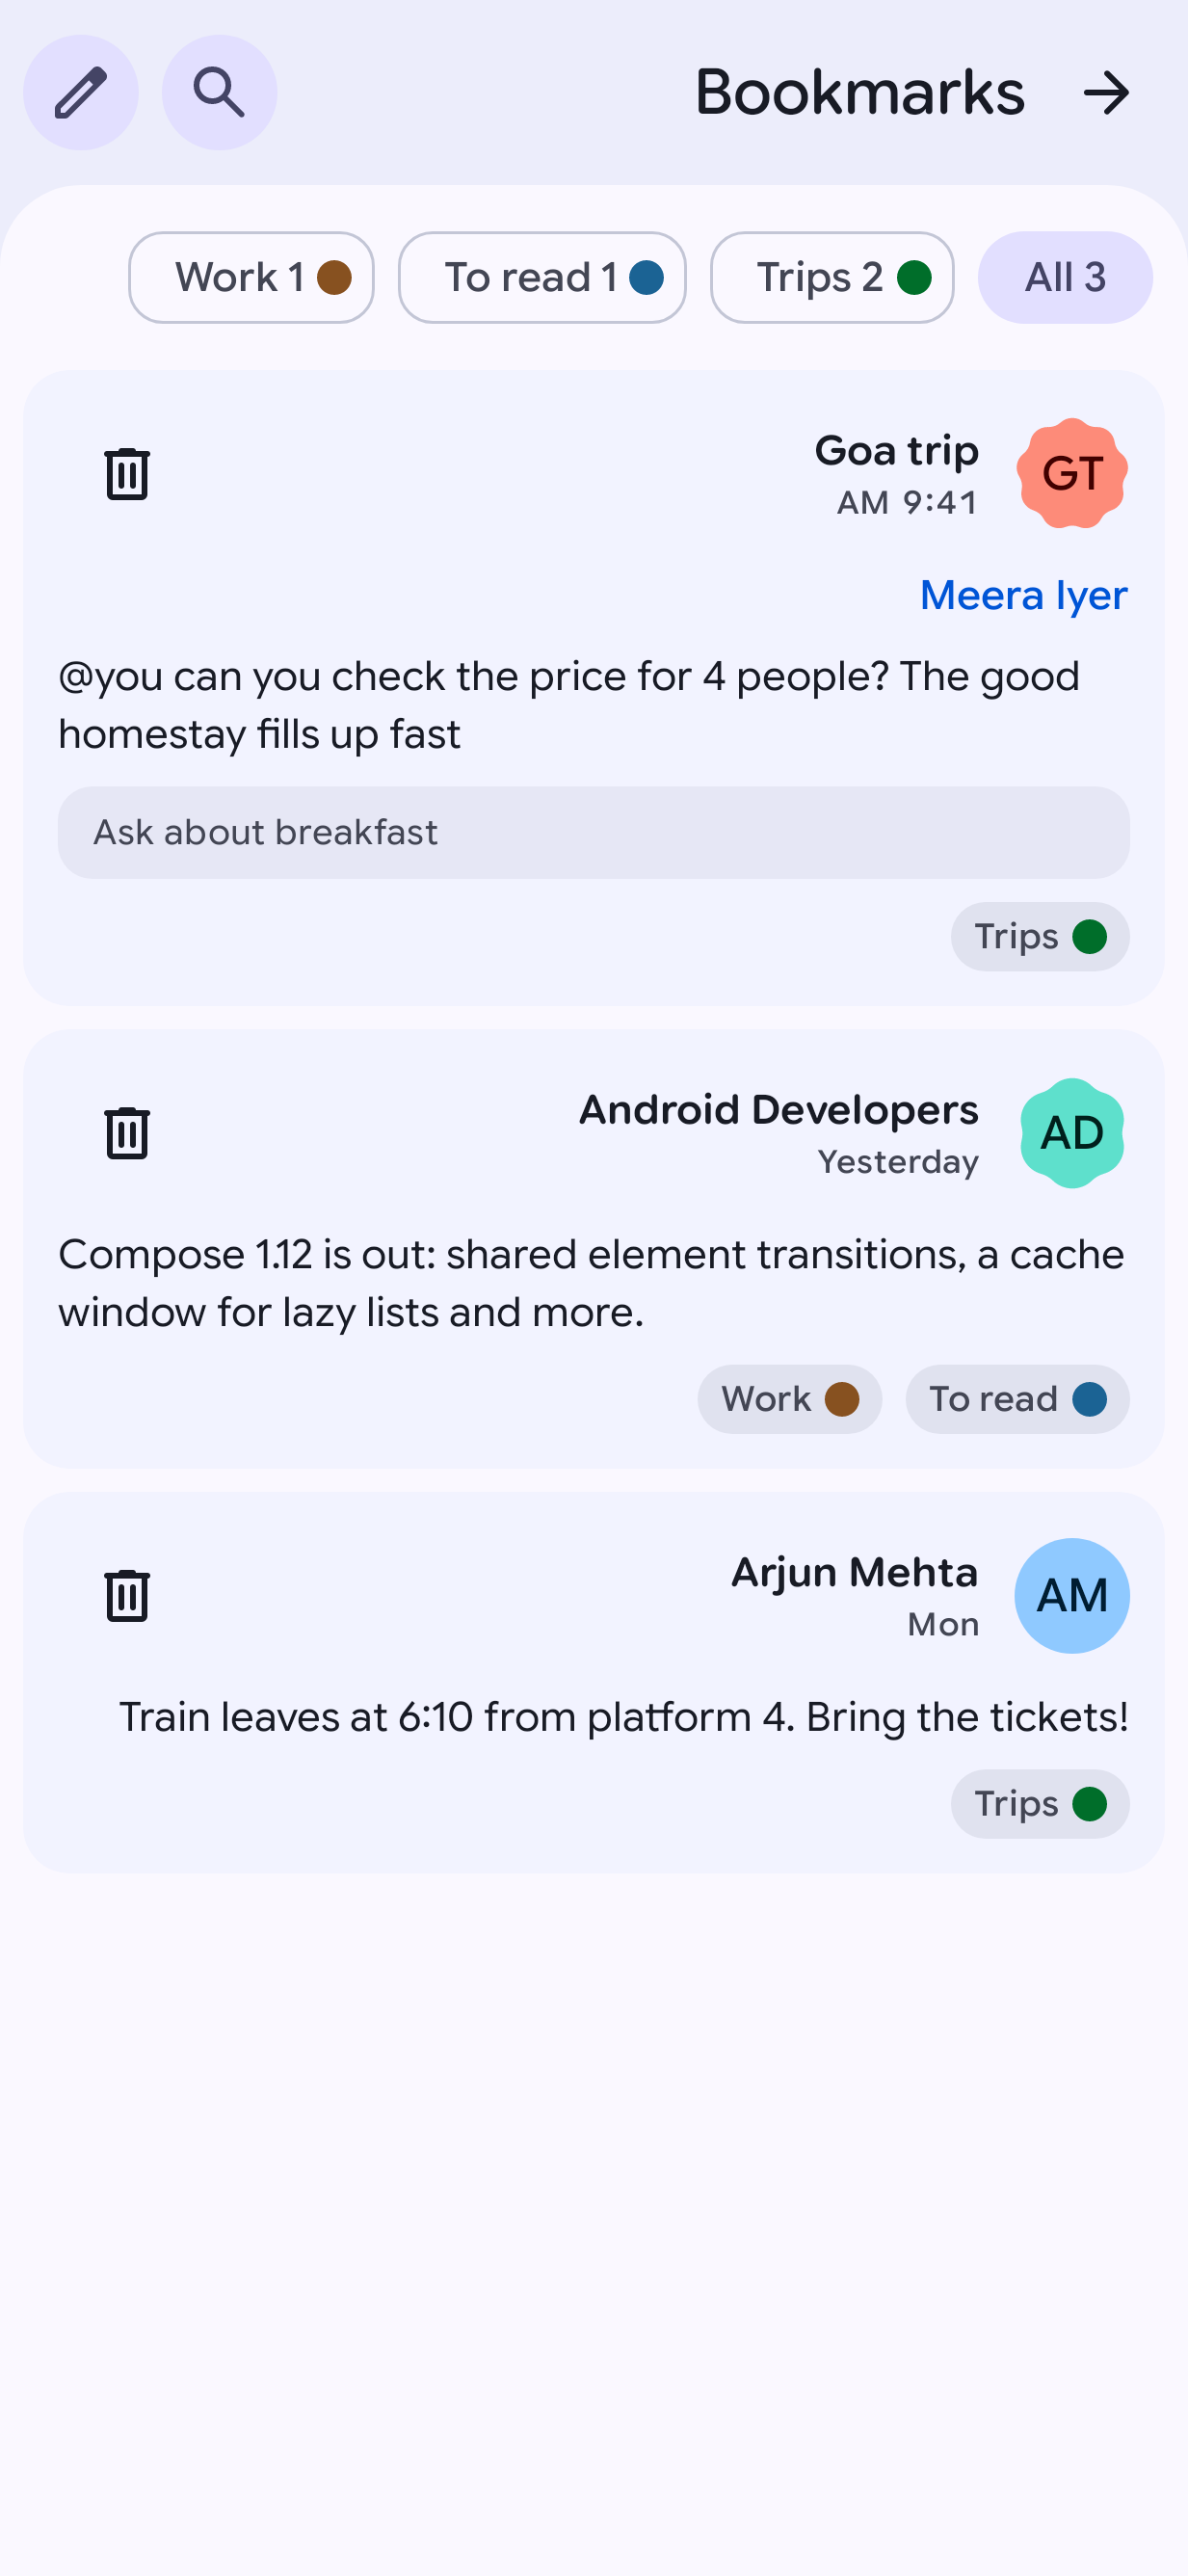 Bookmarks
All 3
Trips 2
To read 1
Work 1
GT
Goa trip
AM 9:41
Meera Iyer
@you can you check the price for 4 people? The good
homestay fills up fast
Ask about breakfast
Trips
AD
Android Developers
Yesterday
Compose 1.12 is out: shared element transitions, a cache
window for lazy lists and more.
To read
Work
AM
Arjun Mehta
Mon
Train leaves at 6:10 from platform 4. Bring the tickets!
Trips